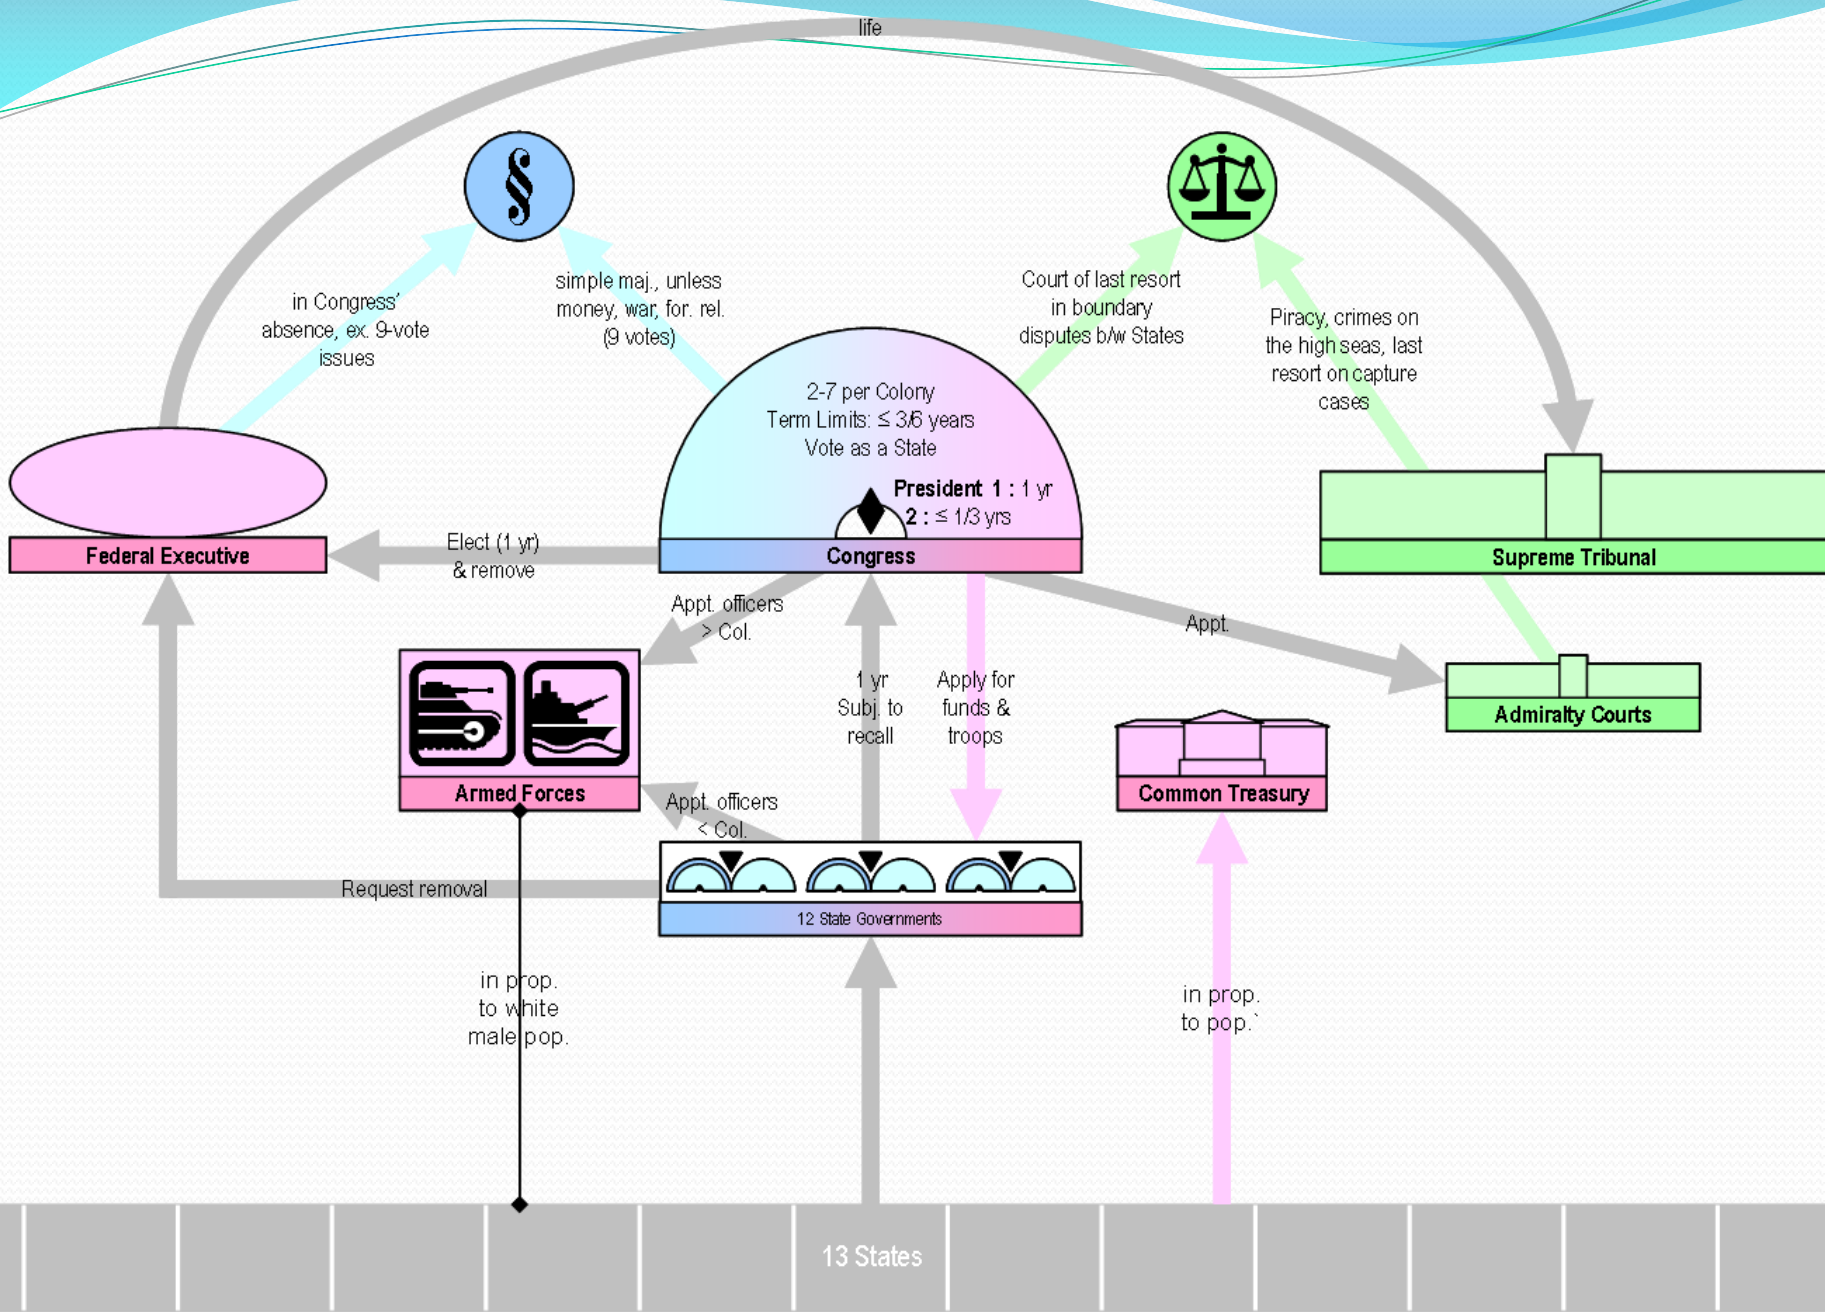 life
in Congress’
absence, ex. 9-vote
issues
simple maj., unless
money, war, for. rel.
(9 votes)
Court of last resort
in boundary
disputes b/w States
Piracy, crimes on
the high seas, last
resort on capture
cases
2-7 per Colony
Term Limits: ≤ 3/6 years
Vote as a State
President 1 : 1 yr
2 : ≤ 1/3 yrs
Congress
Federal Executive
Elect (1 yr)
& remove
Supreme Tribunal
Appt. officers
> Col.
Appt.
1 yr
Subj. to
recall
Apply for
funds &
troops
Admiralty Courts
Armed Forces
Common Treasury
Appt. officers
< Col.
Request removal
12 State Governments
in prop.
to white
male pop.
in prop.
to pop.`
13 States